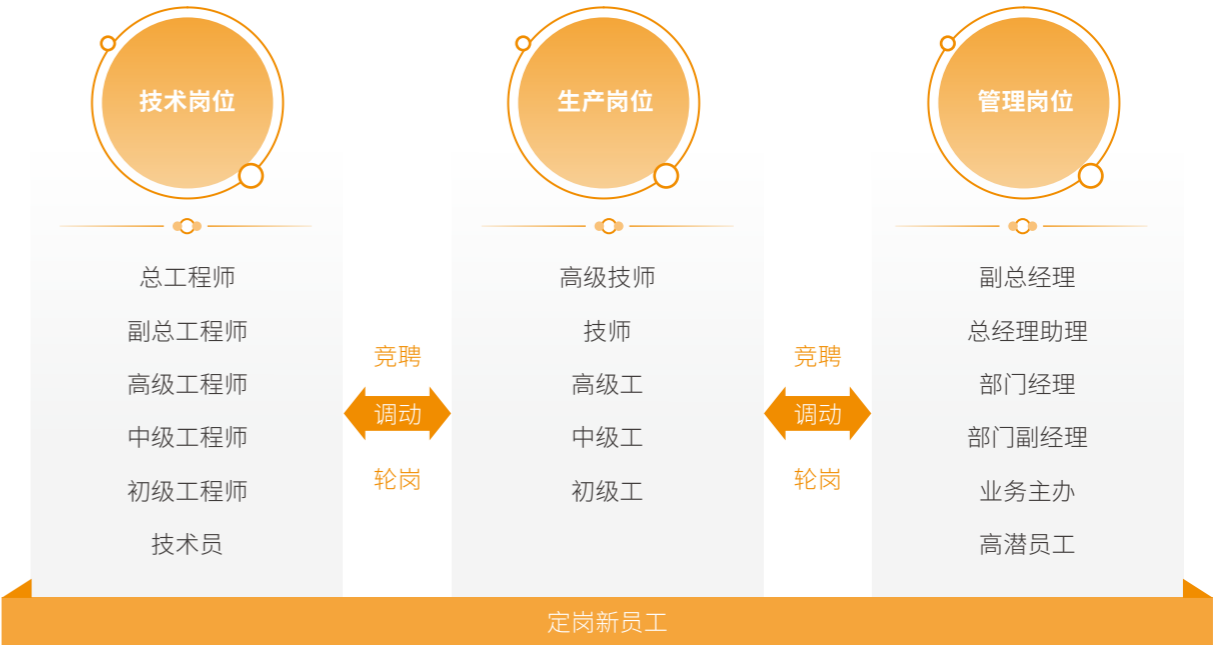 技术岗位
总工程师
副总工程师
高级工程师
中级工程师
初级工程师
技术员
竞聘
调动
轮岗
生产岗位
高级技师
技师
高级工
中级工
初级工
竞聘
调动
轮岗
管理岗位
副总经理
总经理助理
部门经理
部门副经理
业务主办
高潜员工
定岗新员工